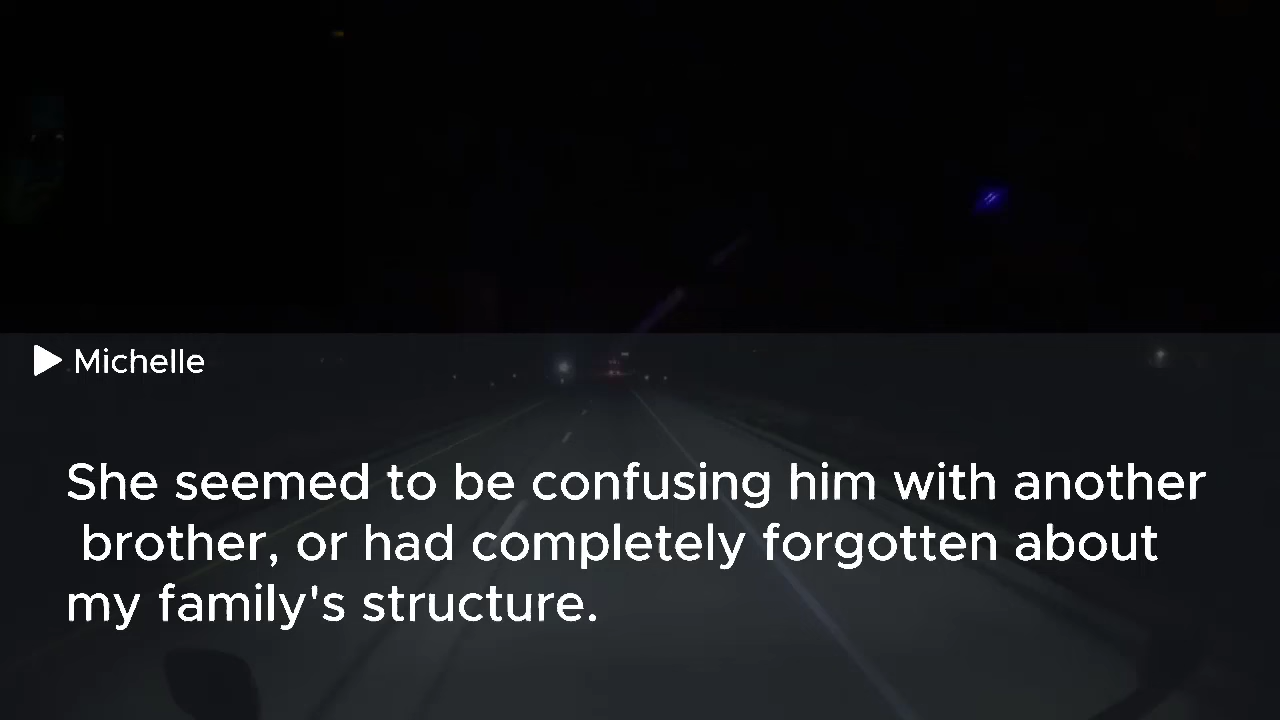 Michelle
She seemed to be confusing him with another
brother, or had completely forgotten about
my family's structure.